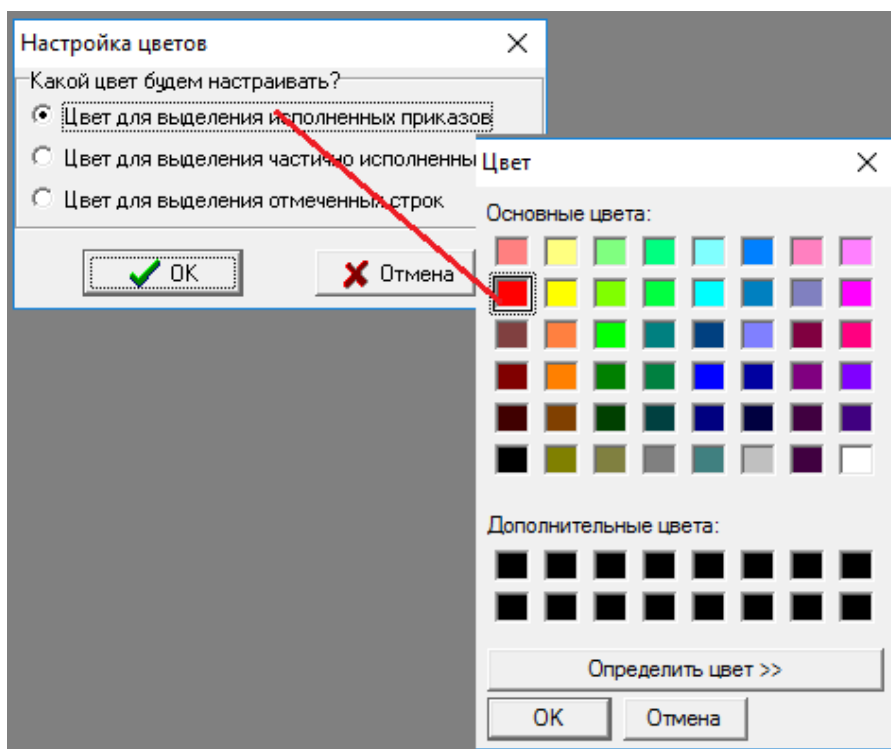 Настройка цветов
Какой цвет будем настраивать?
Цвет для выделения исполненных приказов
Цвет для выделения частично исполненны
Цвет для выделения отмеченных строк
OK
Отмена
Цвет
Основные цвета:
Дополнительные цвета:
Определить цвет >>
OK
Отмена